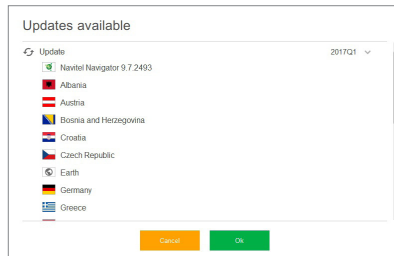 Updates available
Update 2017Q1
Navitel Navigator 9.7.2493
Albania
Austria
Bosnia and Herzegovina
Croatia
Czech Republic
Earth
Germany
Greece
Cancel Ok